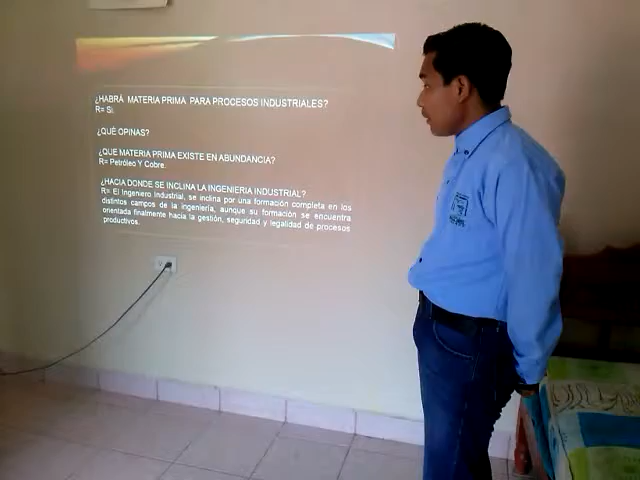 ¿HABRÁ MATERIA PRIMA PARA PROCESOS INDUSTRIALES?
R= Si.
¿QUÉ OPINAS?
¿QUE MATERIA PRIMA EXISTE EN ABUNDANCIA?
R= Petróleo Y Cobre.
¿HACIA DONDE SE INCLINA LA INGENIERIA INDUSTRIAL?
R= El Ingeniero Industrial, se inclina por una formación completa en los
distintos campos de la ingeniería, aunque su formación se encuentra
orientada finalmente hacia la gestión, seguridad y legalidad de procesos
productivos.